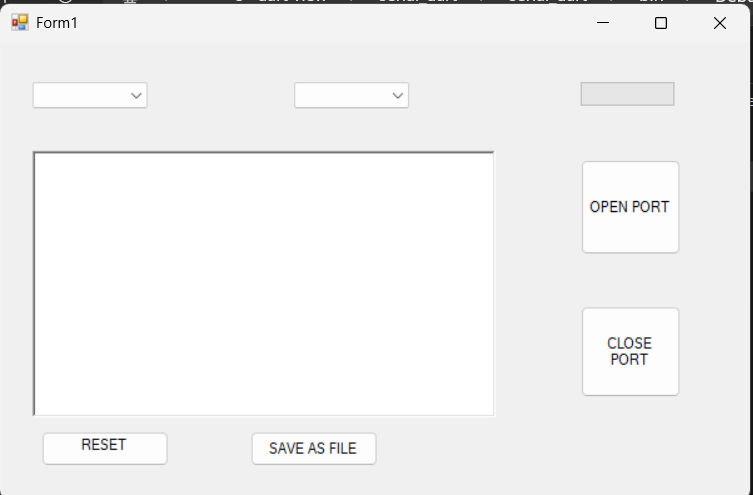 Form1
OPEN PORT
CLOSE
PORT
RESET
SAVE AS FILE